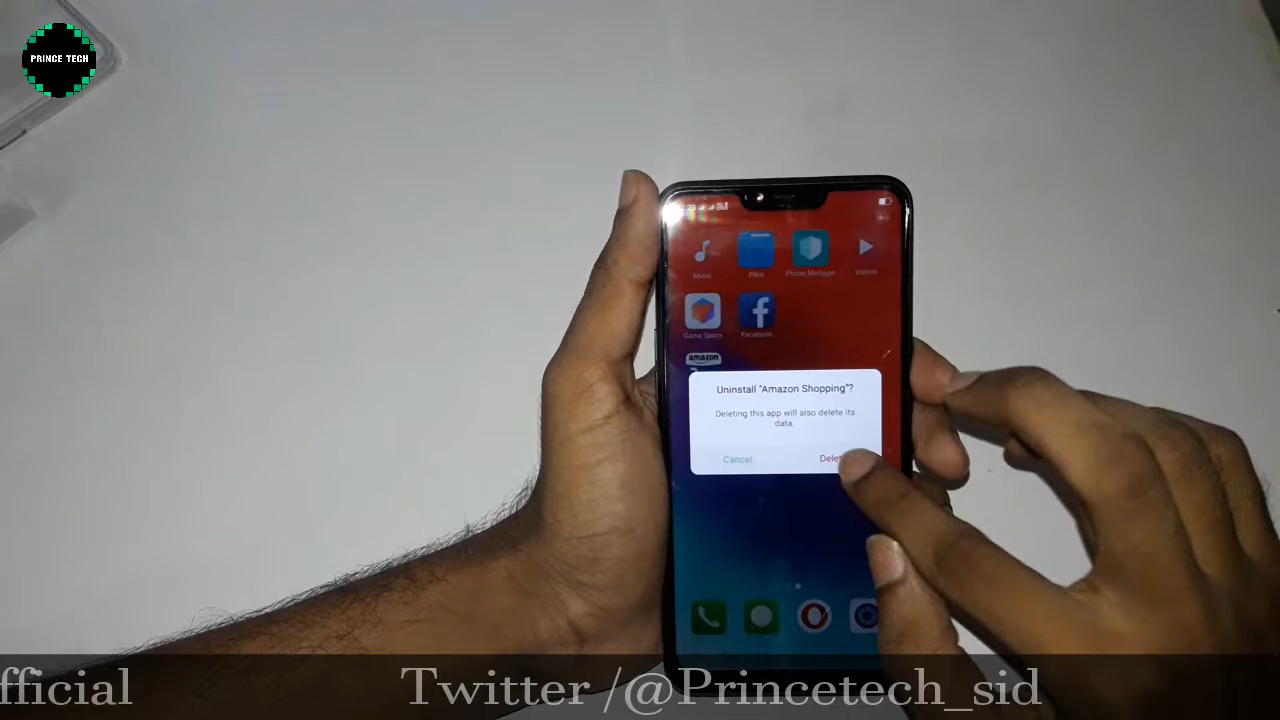 PRINCE TECH
Music
Files
Phone Manager
Videos
Game Space
Facebook
amazon
Uninstall "Amazon Shopping"?
Deleting this app will also delete its
data.
Cancel
Twitter /@Princetech_sid